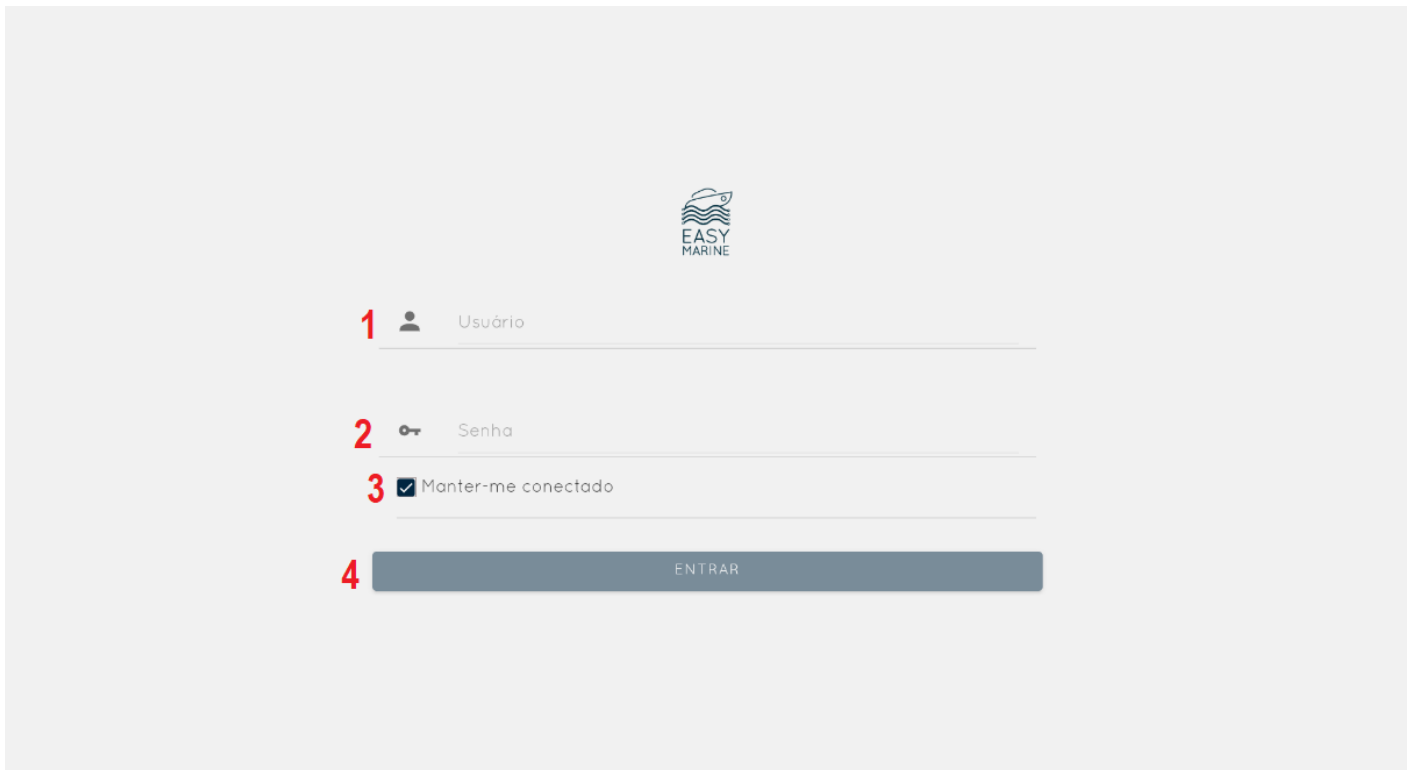 EASY
MARINE
1 Usuário
2 Senha
3 Manter-me conectado
4 ENTRAR